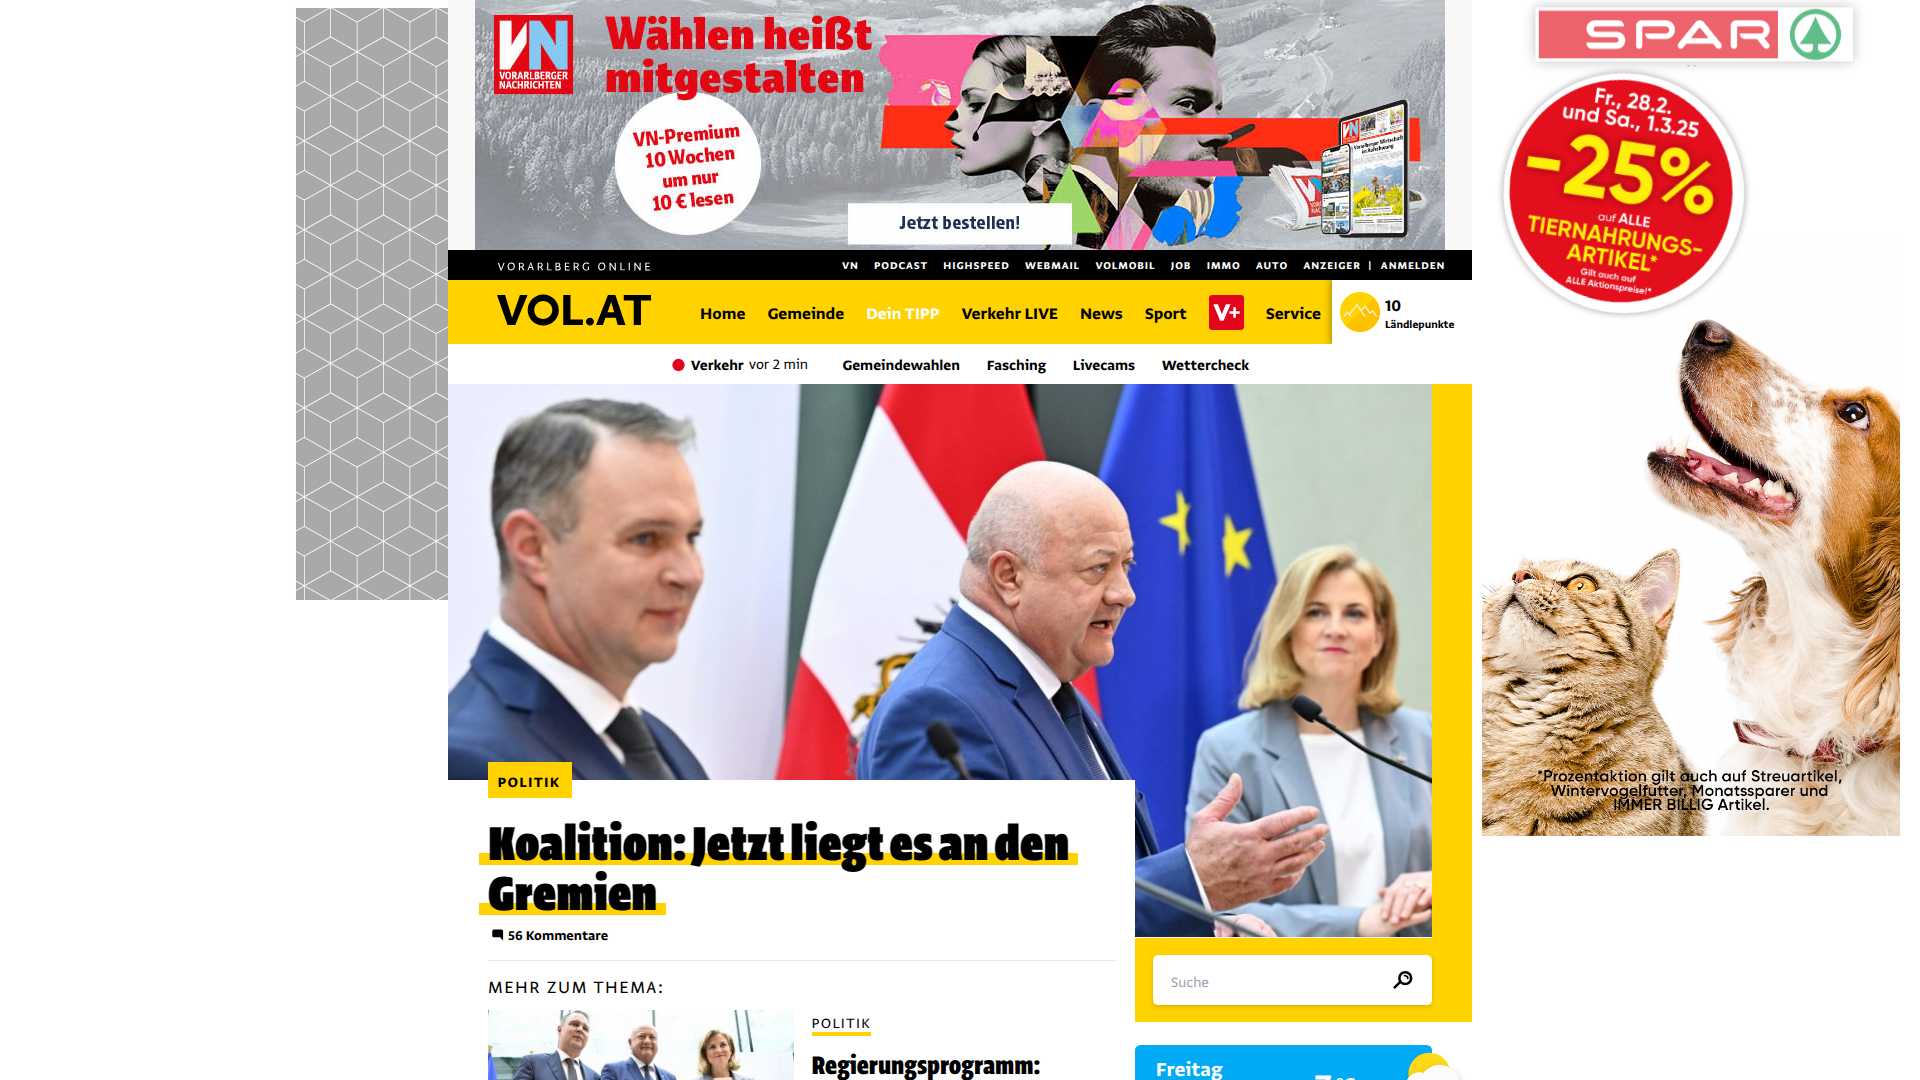 VN
VORARLBERGER
NACHRICHTEN
Wählen heißt
mitgestalten
VN-Premium
10 Wochen
um nur
10 € lesen
Jetzt bestellen!
SPAR
Fr., 28.2.
und Sa., 1.3.25
-25%
auf ALLE
TIERNAHRUNGS-
ARTIKEL*
Gilt auch auf
ALLE Aktionspreise!*
*Prozentaktion gilt auch auf Streuartikel,
Wintervogelfutter, Monatssparer und
IMMER BILLIG Artikel.
VORARLBERG ONLINE
VN PODCAST HIGHSPEED WEBMAIL VOLMOBIL JOB IMMO AUTO ANZEIGER | ANMELDEN
VOL.AT
Home Gemeinde Dein TIPP Verkehr LIVE News Sport V+ Service
10
Ländlepunkte
Verkehr vor 2 min Gemeindewahlen Fasching Livecams Wettercheck
POLITIK
Koalition: Jetzt liegt es an den
Gremien
56 Kommentare
MEHR ZUM THEMA:
POLITIK
Regierungsprogramm:
Suche
Freitag